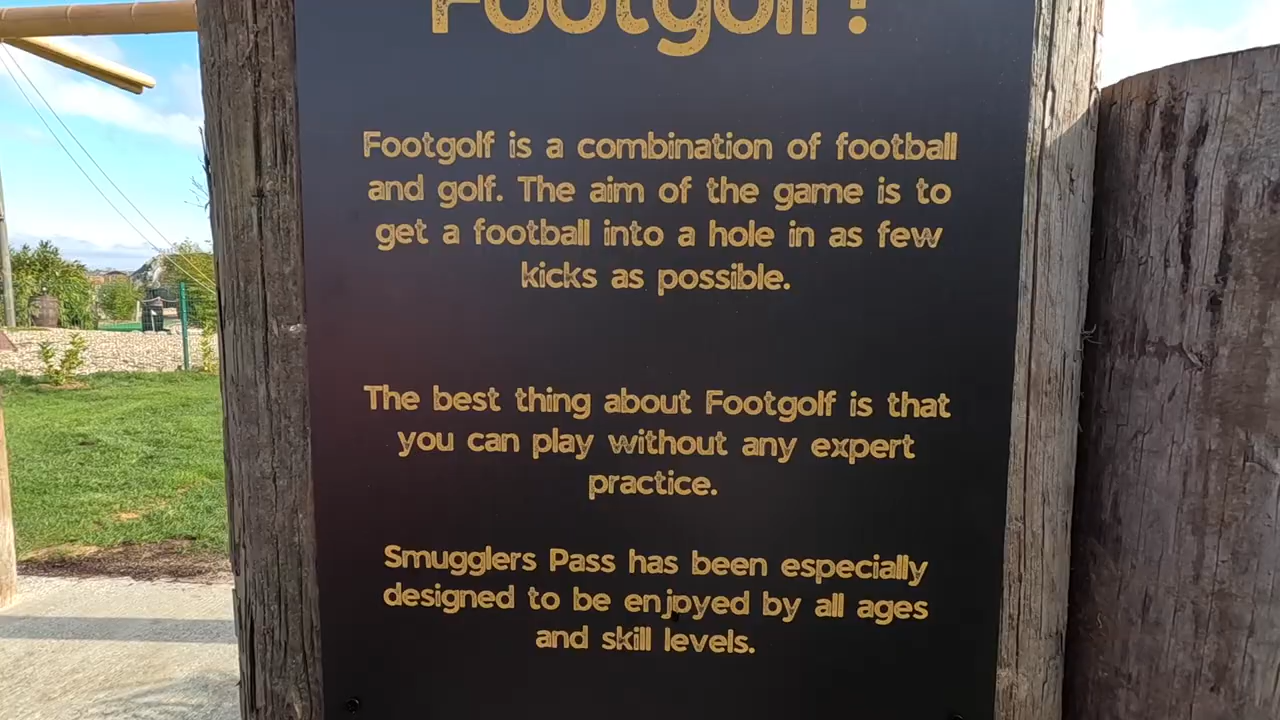 Footgolf!
Footgolf is a combination of football
and golf. The aim of the game is to
get a football into a hole in as few
kicks as possible.
The best thing about Footgolf is that
you can play without any expert
practice.
Smugglers Pass has been especially
designed to be enjpyed by all ages
and skill levels.